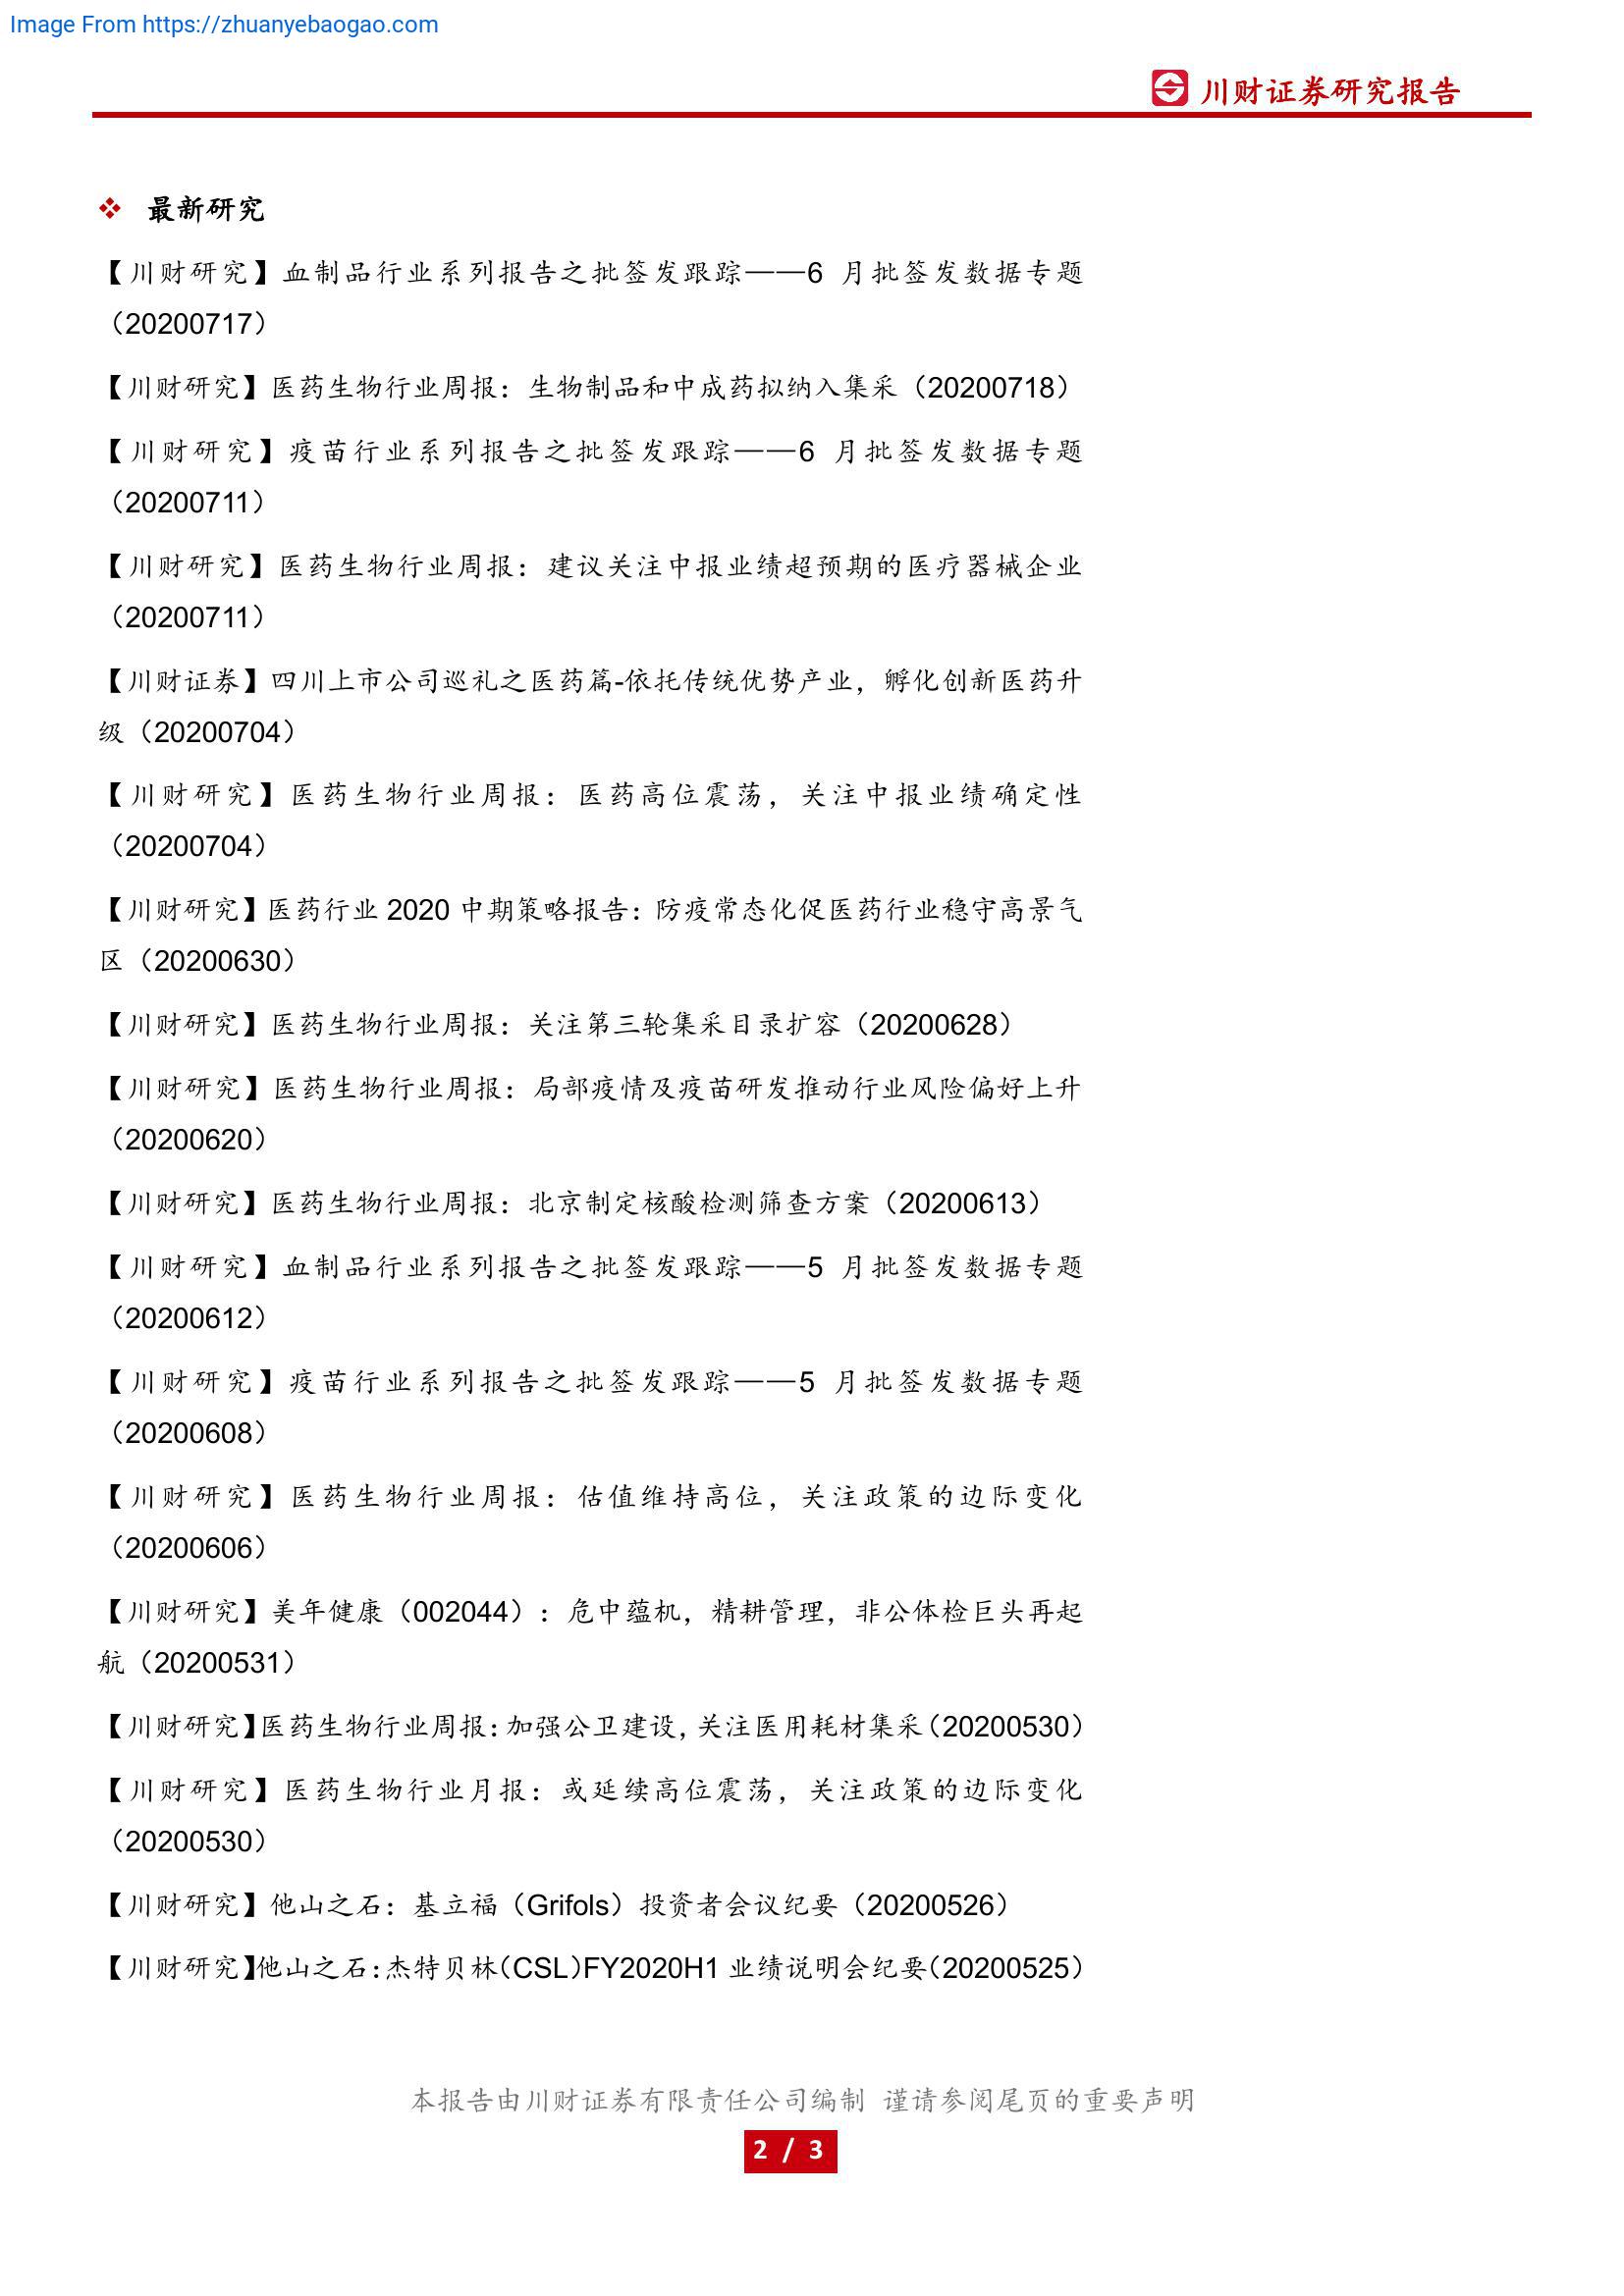 Image From https://zhuanyebaogao.com
川财证券研究报告
❖ 最新研究
【川财研究】血制品行业系列报告之批签发跟踪——6 月批签发数据专题
（20200717）
【川财研究】医药生物行业周报：生物制品和中成药拟纳入集采（20200718）
【川财研究】疫苗行业系列报告之批签发跟踪——6 月批签发数据专题
（20200711）
【川财研究】医药生物行业周报：建议关注中报业绩超预期的医疗器械企业
（20200711）
【川财证券】四川上市公司巡礼之医药篇-依托传统优势产业，孵化创新医药升
级（20200704）
【川财研究】医药生物行业周报：医药高位震荡，关注中报业绩确定性
（20200704）
【川财研究】医药行业 2020 中期策略报告：防疫常态化促医药行业稳守高景气
区（20200630）
【川财研究】医药生物行业周报：关注第三轮集采目录扩容（20200628）
【川财研究】医药生物行业周报：局部疫情及疫苗研发推动行业风险偏好上升
（20200620）
【川财研究】医药生物行业周报：北京制定核酸检测筛查方案（20200613）
【川财研究】血制品行业系列报告之批签发跟踪——5 月批签发数据专题
（20200612）
【川财研究】疫苗行业系列报告之批签发跟踪——5 月批签发数据专题
（20200608）
【川财研究】医药生物行业周报：估值维持高位，关注政策的边际变化
（20200606）
【川财研究】美年健康（002044）：危中蕴机，精耕管理，非公体检巨头再起
航（20200531）
【川财研究】医药生物行业周报：加强公卫建设，关注医用耗材集采（20200530）
【川财研究】医药生物行业月报：或延续高位震荡，关注政策的边际变化
（20200530）
【川财研究】他山之石：基立福（Grifols）投资者会议纪要（20200526）
【川财研究】他山之石：杰特贝林（CSL）FY2020H1 业绩说明会纪要（20200525）
本报告由川财证券有限责任公司编制 谨请参阅尾页的重要声明
2 / 3